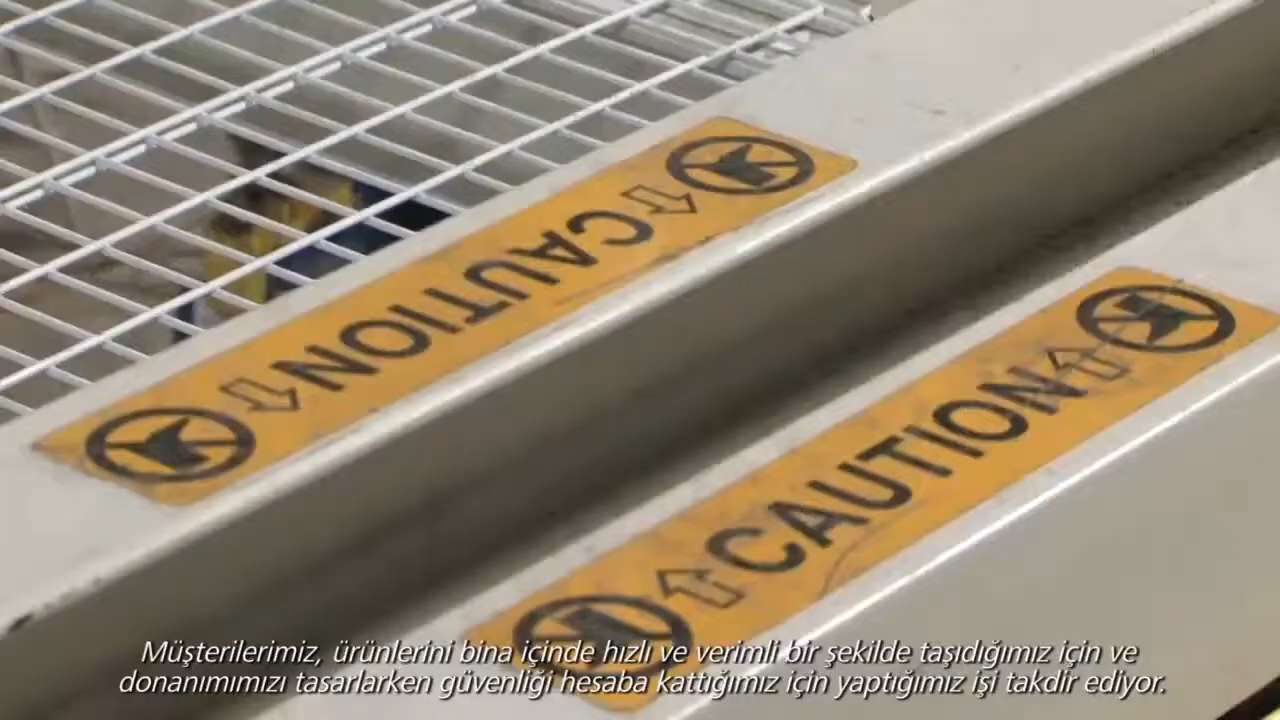 CAUTION
CAUTION
Müşterilerimiz, ürünlerini bina içinde hızlı ve verimli bir şekilde taşıdığımız için ve
donanımımızı tasarlarken güvenliği hesaba kattığımız için yaptığımız işi takdir ediyor.